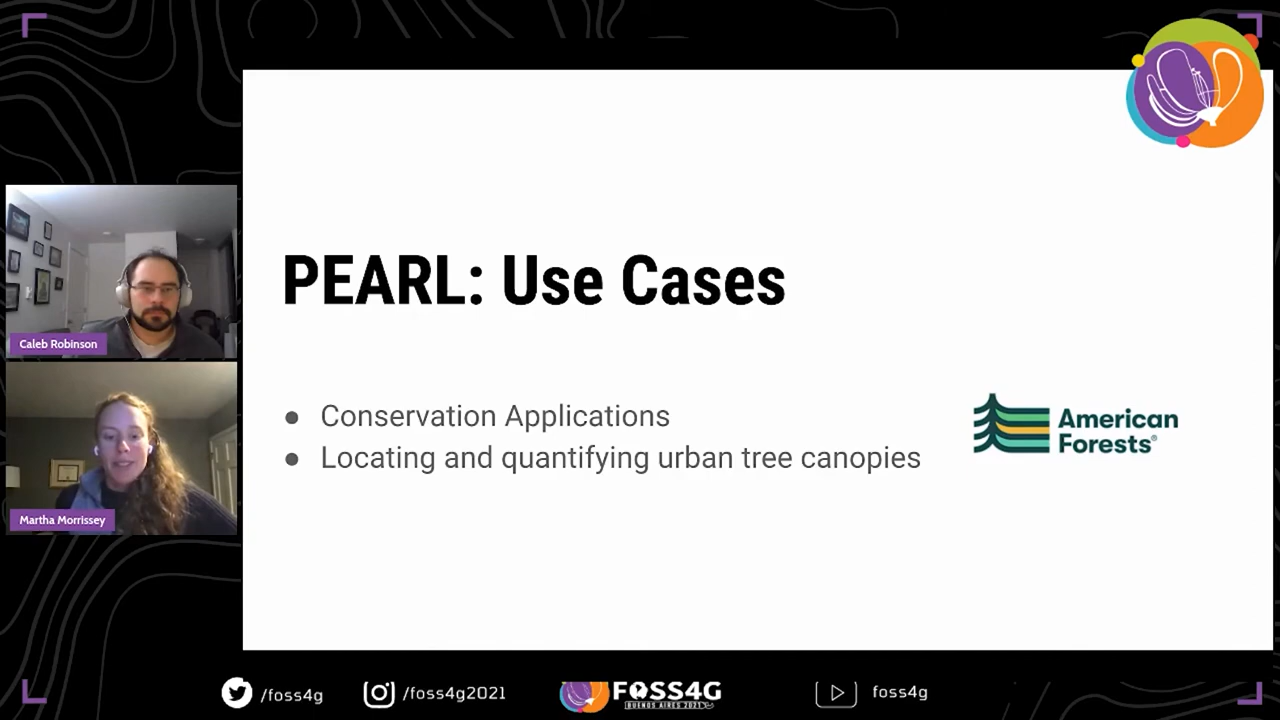 PEARL: Use Cases
● Conservation Applications
● Locating and quantifying urban tree canopies
American
Forests®
Caleb Robinson
Martha Morrissey
/foss4g
/foss4g2021
FOSS4G
BUENOS AIRES 2021
foss4g